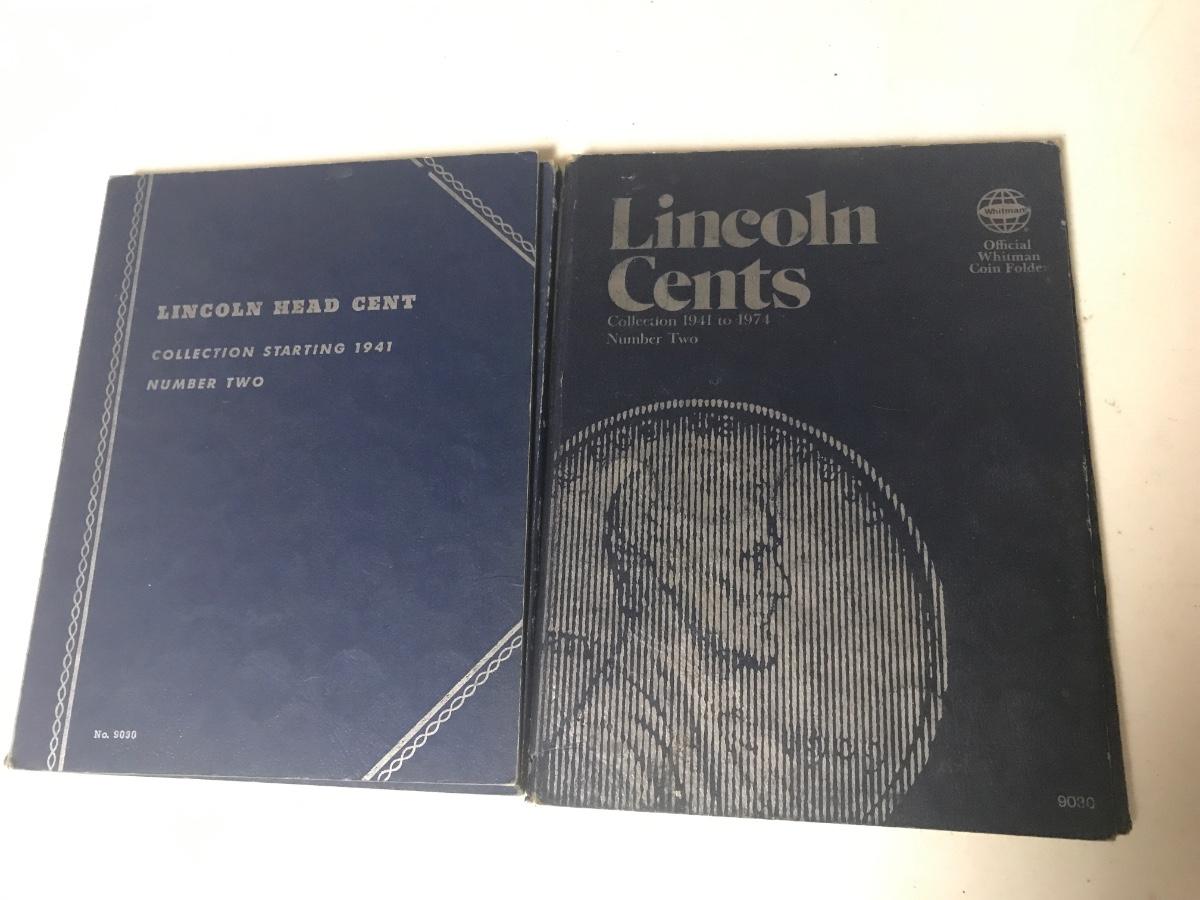 LINCOLN HEAD CENT
COLLECTION STARTING 1941
NUMBER TWO
No. 9030
Lincoln
Cents
Collection 1941 to 1974
Number Two
Whitman
Official
Whitman
Coin Folder
9030